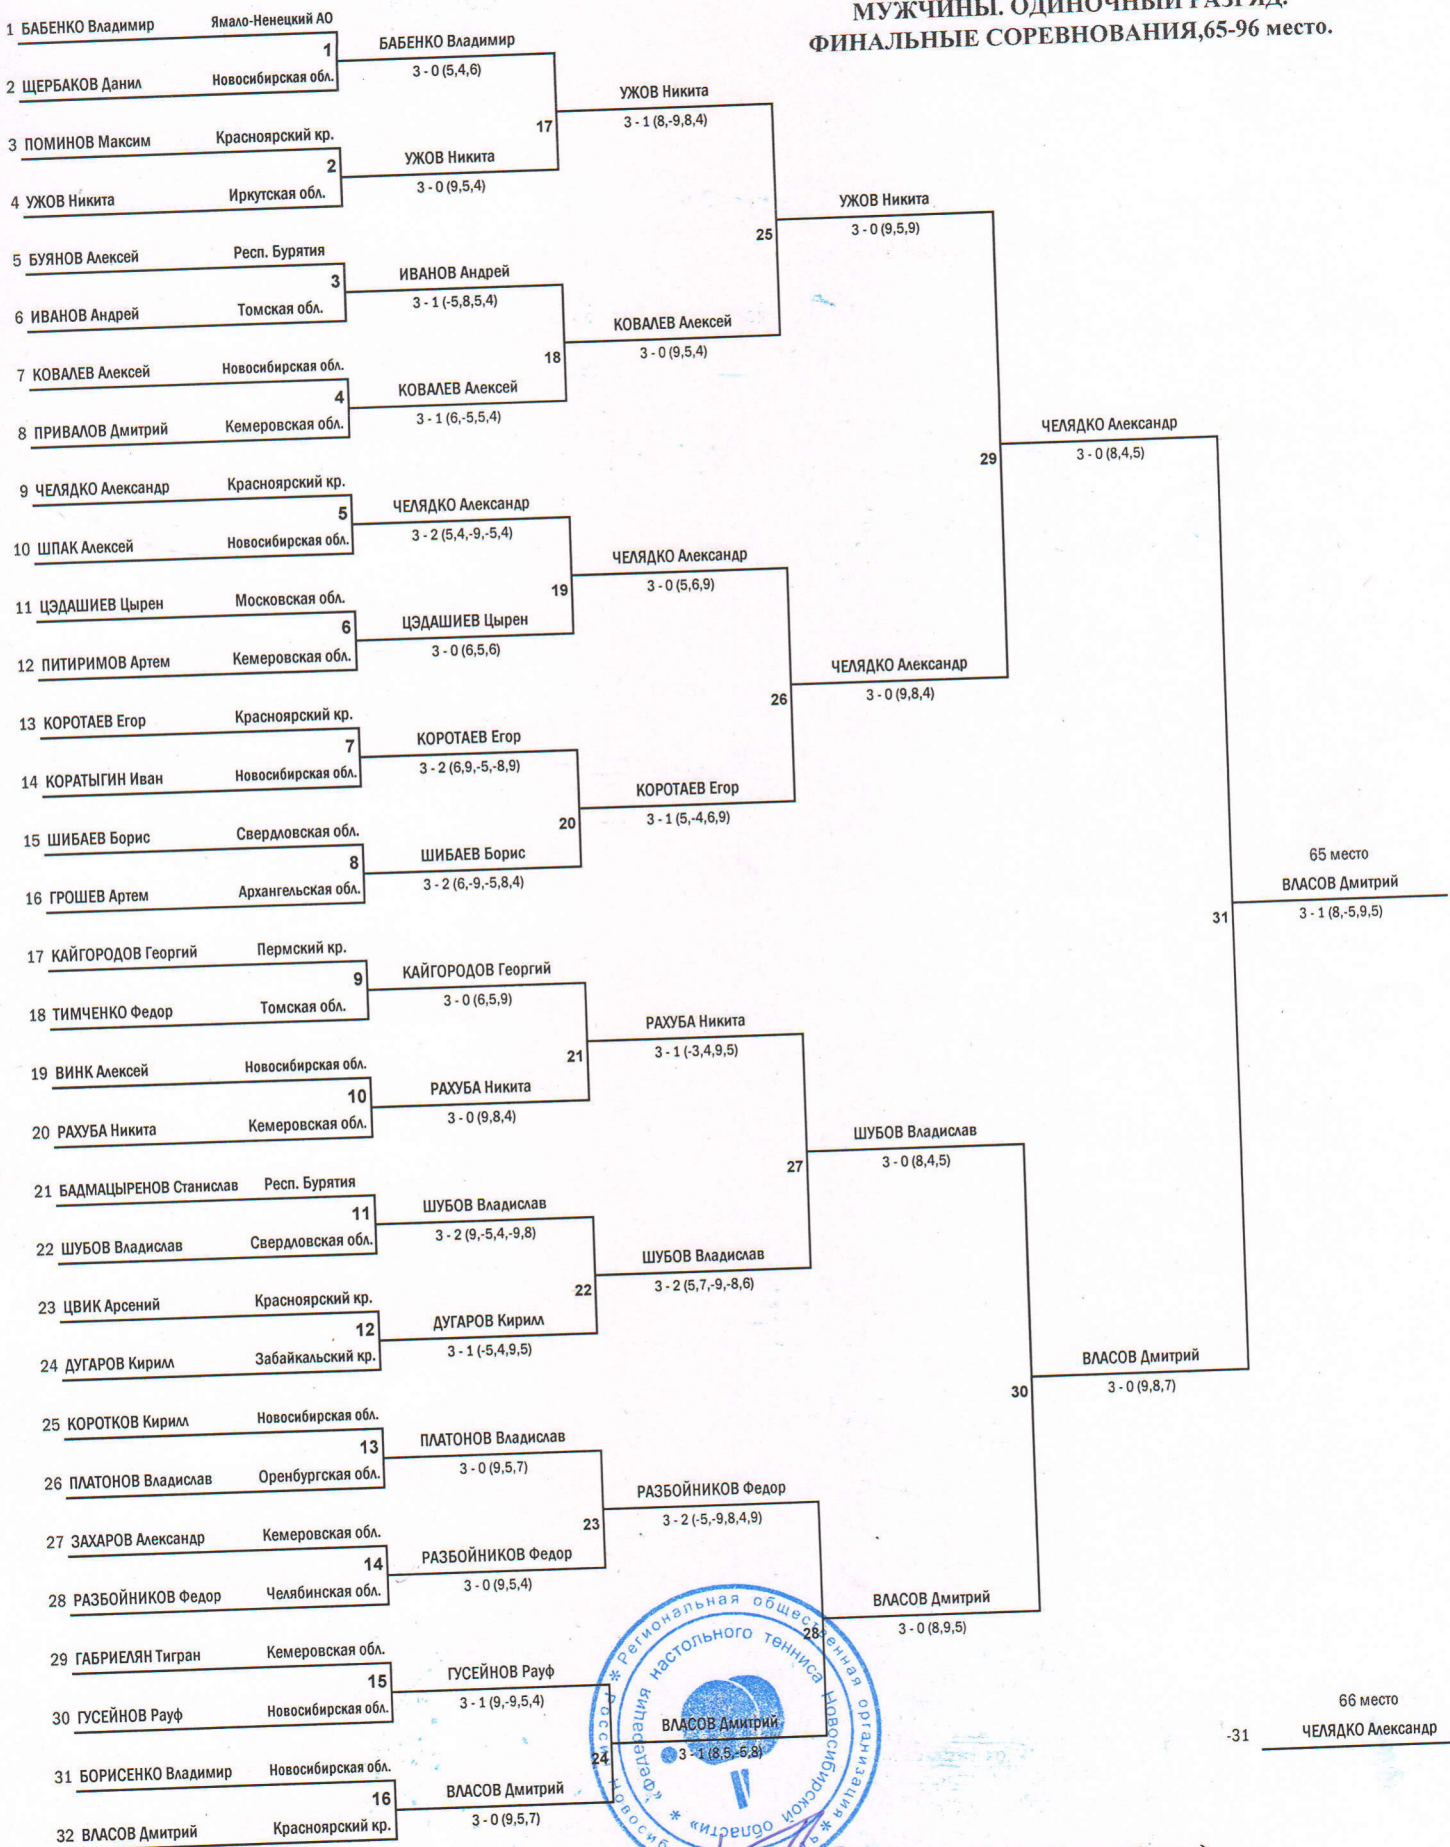 МУЖЧИНЫ. ОДИНОЧНЫЙ РАЗРЯД.
ФИНАЛЬНЫЕ СОРЕВНОВАНИЯ,65-96 место.
1 БАБЕНКО Владимир Ямало-Ненецкий АО
1
2 ЩЕРБАКОВ Данил Новосибирская обл.
3 ПОМИНОВ Максим Красноярский кр.
2
4 УЖОВ Никита Иркутская обл.
5 БУЯНОВ Алексей Респ. Бурятия
3
6 ИВАНОВ Андрей Томская обл.
7 КОВАЛЕВ Алексей Новосибирская обл.
4
8 ПРИВАЛОВ Дмитрий Кемеровская обл.
9 ЧЕЛЯДКО Александр Красноярский кр.
5
10 ШПАК Алексей Новосибирская обл.
11 ЦЭДАШИЕВ Цырен Московская обл.
6
12 ПИТИРИМОВ Артем Кемеровская обл.
13 КОРОТАЕВ Егор Красноярский кр.
7
14 КОРАТЫГИН Иван Новосибирская обл.
15 ШИБАЕВ Борис Свердловская обл.
8
16 ГРОШЕВ Артем Архангельская обл.
17 КАЙГОРОДОВ Георгий Пермский кр.
9
18 ТИМЧЕНКО Федор Томская обл.
19 ВИНК Алексей Новосибирская обл.
10
20 РАХУБА Никита Кемеровская обл.
21 БАДМАЦЫРЕНОВ Станислав Респ. Бурятия
11
22 ШУБОВ Владислав Свердловская обл.
23 ЦВИК Арсений Красноярский кр.
12
24 ДУГАРОВ Кирилл Забайкальский кр.
25 КОРОТКОВ Кирилл Новосибирская обл.
13
26 ПЛАТОНОВ Владислав Оренбургская обл.
27 ЗАХАРОВ Александр Кемеровская обл.
14
28 РАЗБОЙНИКОВ Федор Челябинская обл.
29 ГАБРИЕЛЯН Тигран Кемеровская обл.
15
30 ГУСЕЙНОВ Рауф Новосибирская обл.
31 БОРИСЕНКО Владимир Новосибирская обл.
16
32 ВЛАСОВ Дмитрий Красноярский кр.
БАБЕНКО Владимир
3 - 0 (5,4,6)
17
УЖОВ Никита
3 - 0 (9,5,4)
ИВАНОВ Андрей
3 - 1 (-5,8,5,4)
18
КОВАЛЕВ Алексей
3 - 1 (6,-5,5,4)
ЧЕЛЯДКО Александр
3 - 2 (5,4,-9,-5,4)
19
ЦЭДАШИЕВ Цырен
3 - 0 (6,5,6)
КОРОТАЕВ Егор
3 - 2 (6,9,-5,-8,9)
20
ШИБАЕВ Борис
3 - 2 (6,-9,-5,8,4)
КАЙГОРОДОВ Георгий
3 - 0 (6,5,9)
21
РАХУБА Никита
3 - 0 (9,8,4)
ШУБОВ Владислав
3 - 2 (9,-5,4,-9,8)
22
ДУГАРОВ Кирилл
3 - 1 (-5,4,9,5)
ПЛАТОНОВ Владислав
3 - 0 (9,5,7)
23
РАЗБОЙНИКОВ Федор
3 - 0 (9,5,4)
ГУСЕЙНОВ Рауф
3 - 1 (9,-9,5,4)
24
ВЛАСОВ Дмитрий
3 - 0 (9,5,7)
УЖОВ Никита
3 - 1 (8,-9,8,4)
25
КОВАЛЕВ Алексей
3 - 0 (9,5,4)
ЧЕЛЯДКО Александр
3 - 0 (5,6,9)
26
КОРОТАЕВ Егор
3 - 1 (5,-4,6,9)
РАХУБА Никита
3 - 1 (-3,4,9,5)
27
ШУБОВ Владислав
3 - 2 (5,7,-9,-8,6)
РАЗБОЙНИКОВ Федор
3 - 2 (-5,-9,8,4,9)
28
ВЛАСОВ Дмитрий
3 - 1 (8,5,-5,8)
УЖОВ Никита
3 - 0 (9,5,9)
29
ЧЕЛЯДКО Александр
3 - 0 (9,8,4)
ШУБОВ Владислав
3 - 0 (8,4,5)
30
ВЛАСОВ Дмитрий
3 - 0 (8,9,5)
ЧЕЛЯДКО Александр
3 - 0 (8,4,5)
31
ВЛАСОВ Дмитрий
3 - 0 (9,8,7)
65 место
ВЛАСОВ Дмитрий
3 - 1 (8,-5,9,5)
66 место
-31 ЧЕЛЯДКО Александр
Региональная общественная организация
«Федерация настольного тенниса Новосибирской области»